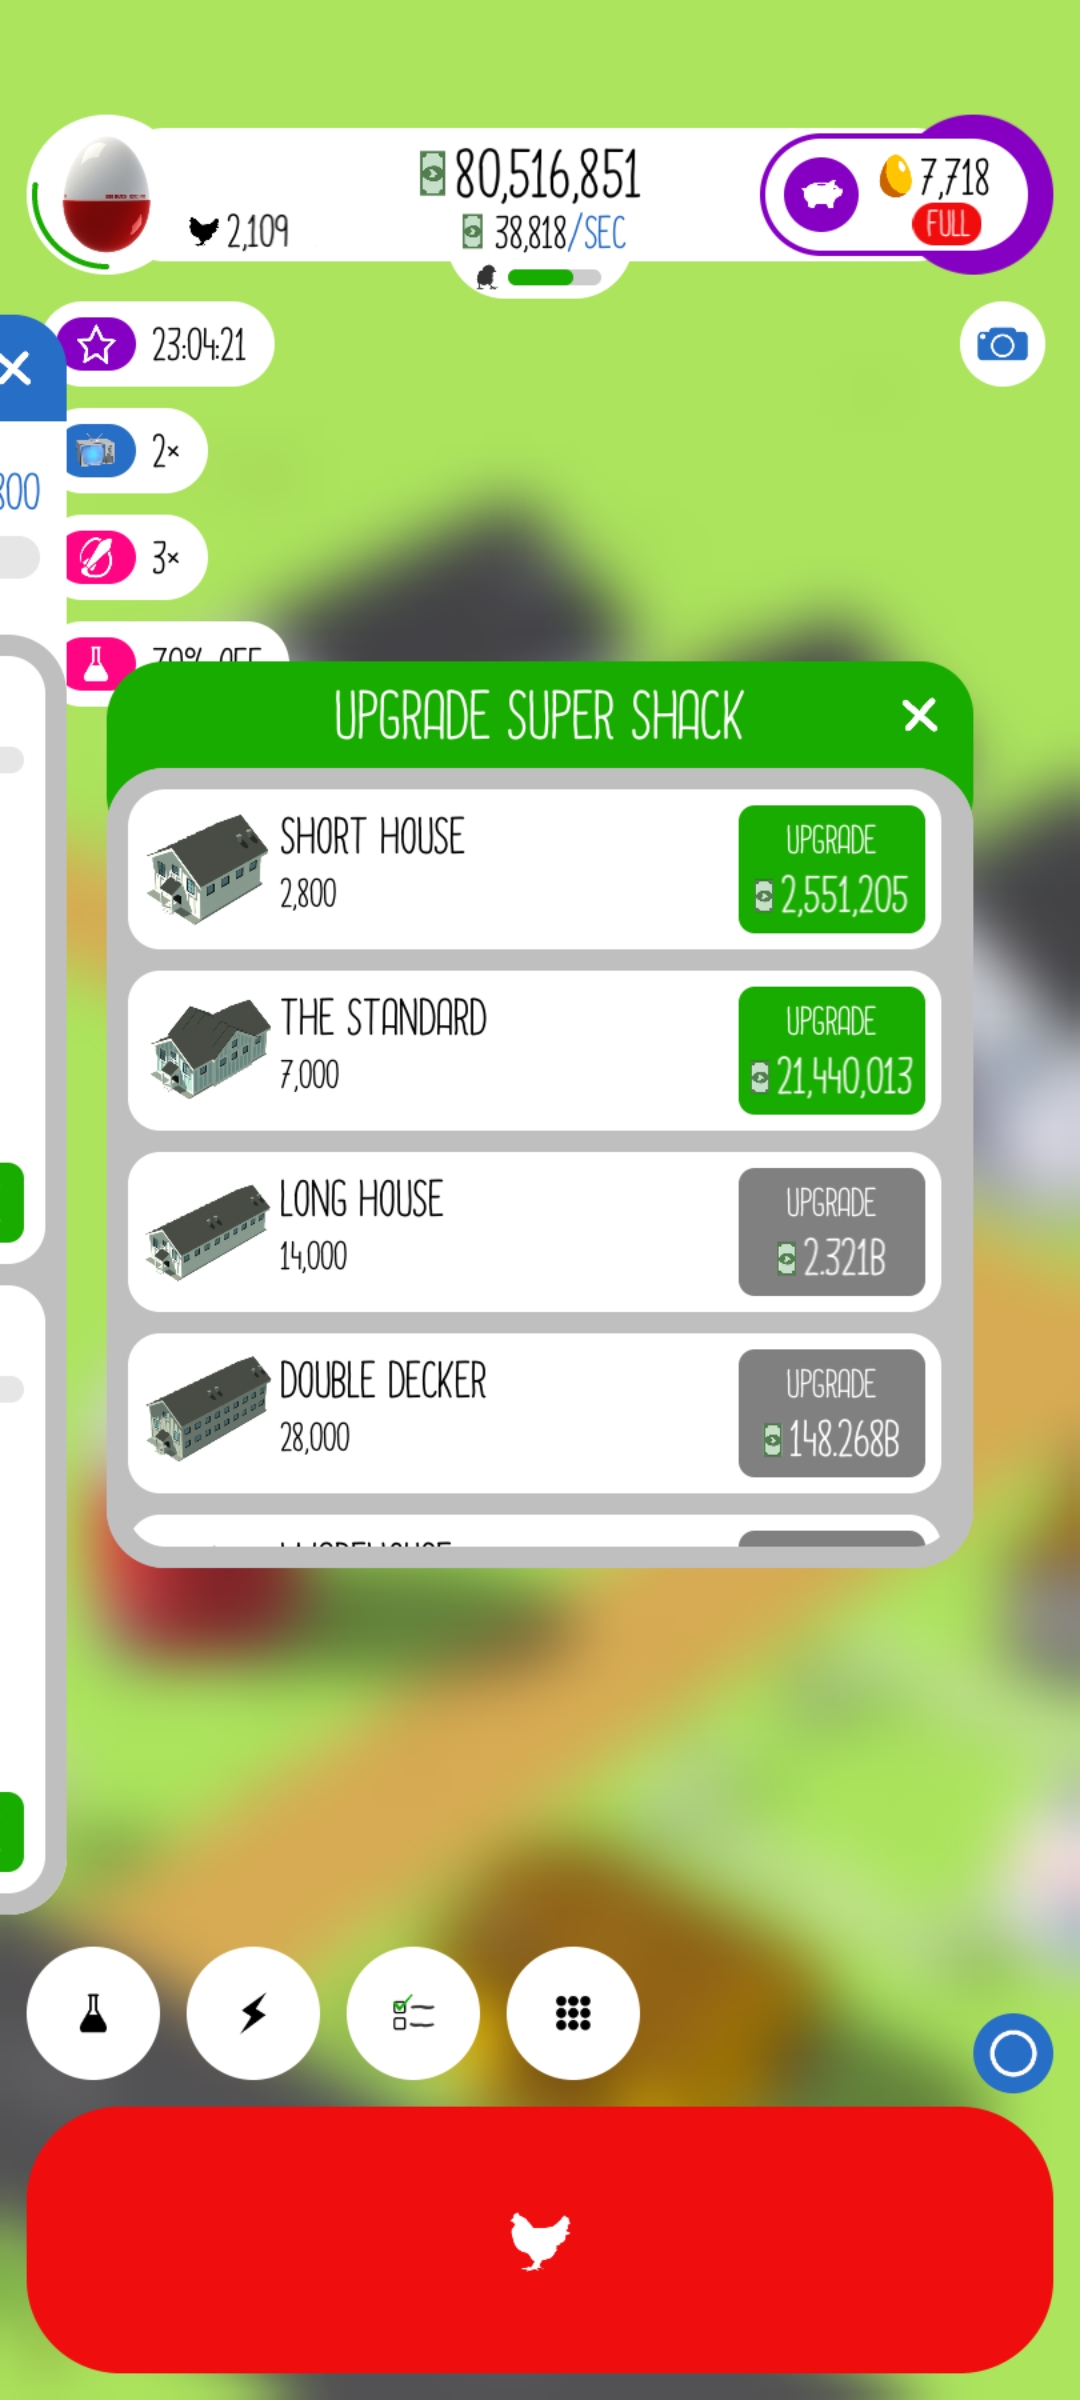 80,516,851
2,109
38,818/SEC
7,718
FULL
23:04:21
2×
3×
800
70% OFF
UPGRADE SUPER SHACK
SHORT HOUSE
2,800
UPGRADE
2,551,205
THE STANDARD
7,000
UPGRADE
21,440,013
LONG HOUSE
14,000
UPGRADE
2.321B
DOUBLE DECKER
28,000
UPGRADE
148.268B